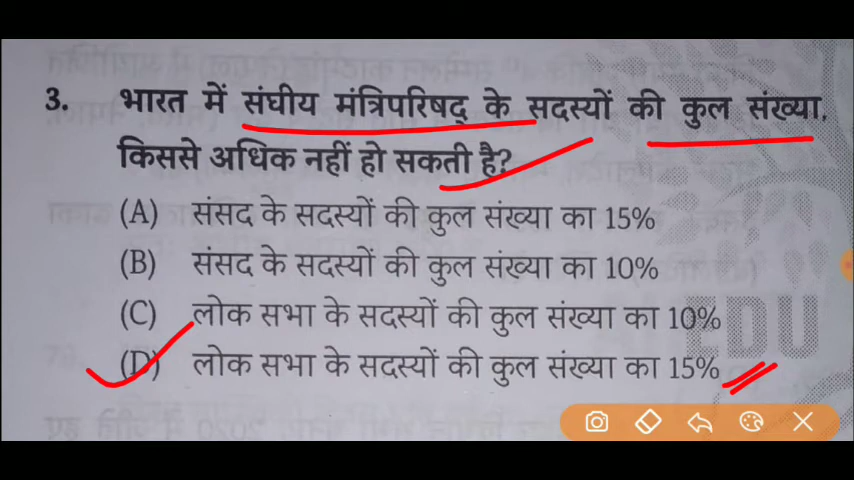 3. भारत में संघीय मंत्रिपरिषद् के सदस्यों की कुल संख्या,
किससे अधिक नहीं हो सकती है?
(A) संसद के सदस्यों की कुल संख्या का 15%
(B) संसद के सदस्यों की कुल संख्या का 10%
(C) लोक सभा के सदस्यों की कुल संख्या का 10%
(D) लोक सभा के सदस्यों की कुल संख्या का 15%
EDU